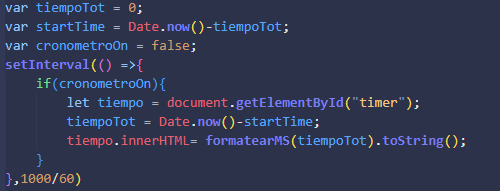 var tiempoTot = 0;
var startTime = Date.now()-tiempoTot;
var cronometroOn = false;
setInterval(() =>{
    if(cronometroOn){
        let tiempo = document.getElementById("timer");
        tiempoTot = Date.now()-startTime;
        tiempo.innerHTML= formatearMS(tiempoTot).toString();
    }
},1000/60)